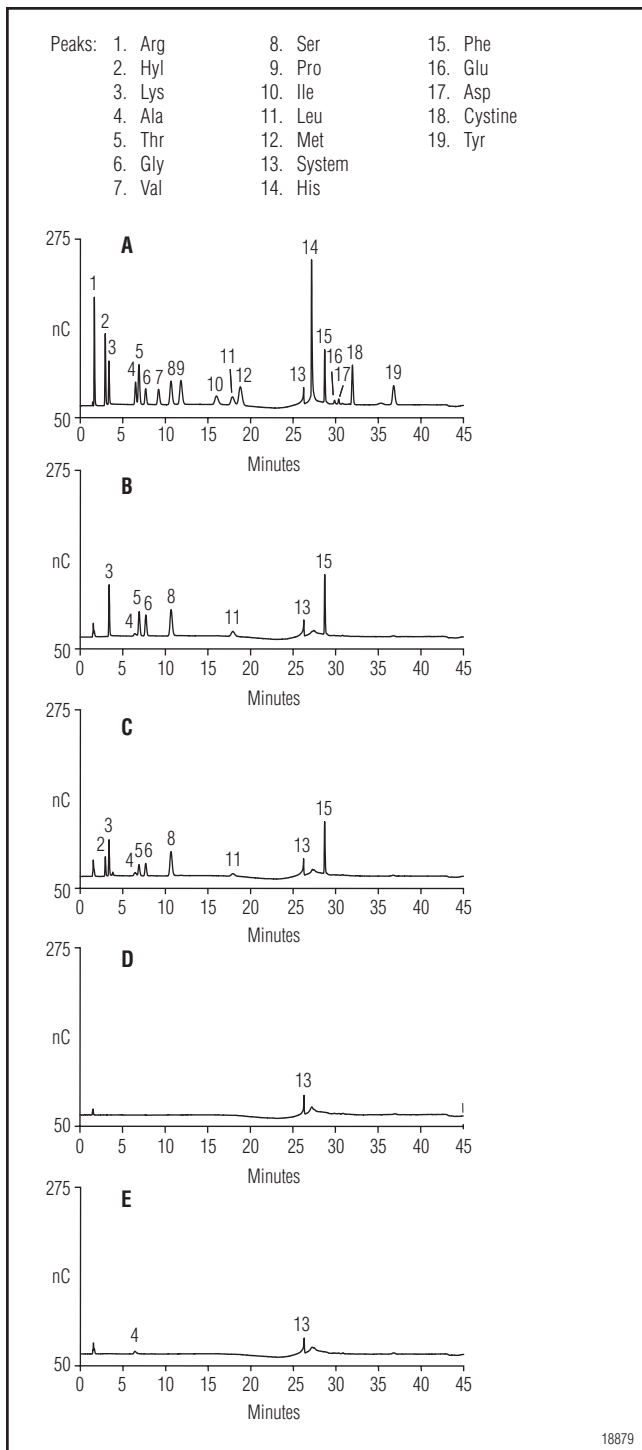 Peaks: 1. Arg 8. Ser 15. Phe
2. Hyl 9. Pro 16. Glu
3. Lys 10. Ile 17. Asp
4. Ala 11. Leu 18. Cystine
5. Thr 12. Met 19. Tyr
6. Gly 13. System
7. Val 14. His
275 A
14
1
nC
2 15
3 5 11 16 18
4 6 7 8 9 10 12 13 17 19
50
0 5 10 15 20 25 30 35 40 45
Minutes
275 B
nC
3 15
4 5 6 8 11 13
50
0 5 10 15 20 25 30 35 40 45
Minutes
275 C
nC
3 15
2 4 5 6 8 11 13
50
0 5 10 15 20 25 30 35 40 45
Minutes
275 D
nC
13
50
0 5 10 15 20 25 30 35 40 45
Minutes
275 E
nC
4 13
50
0 5 10 15 20 25 30 35 40 45
Minutes
18879